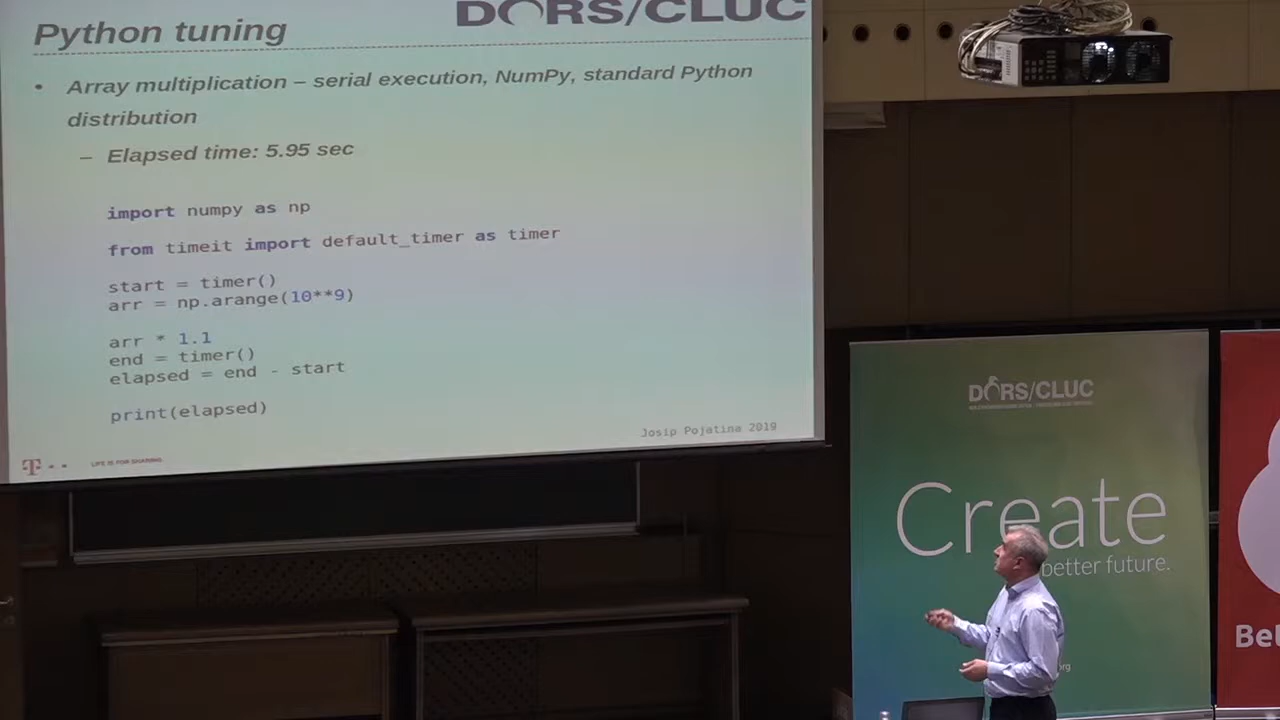 Python tuning
DORS/CLUC
• Array multiplication – serial execution, NumPy, standard Python
distribution
– Elapsed time: 5.95 sec
import numpy as np
from timeit import default_timer as timer
start = timer()
arr = np.arange(10**9)
arr * 1.1
end = timer()
elapsed = end - start
print(elapsed)
Josip Pojatina 2019
T
LIFE IS FOR SHARING.
DORS/CLUC
Create
better future.
org
Bel